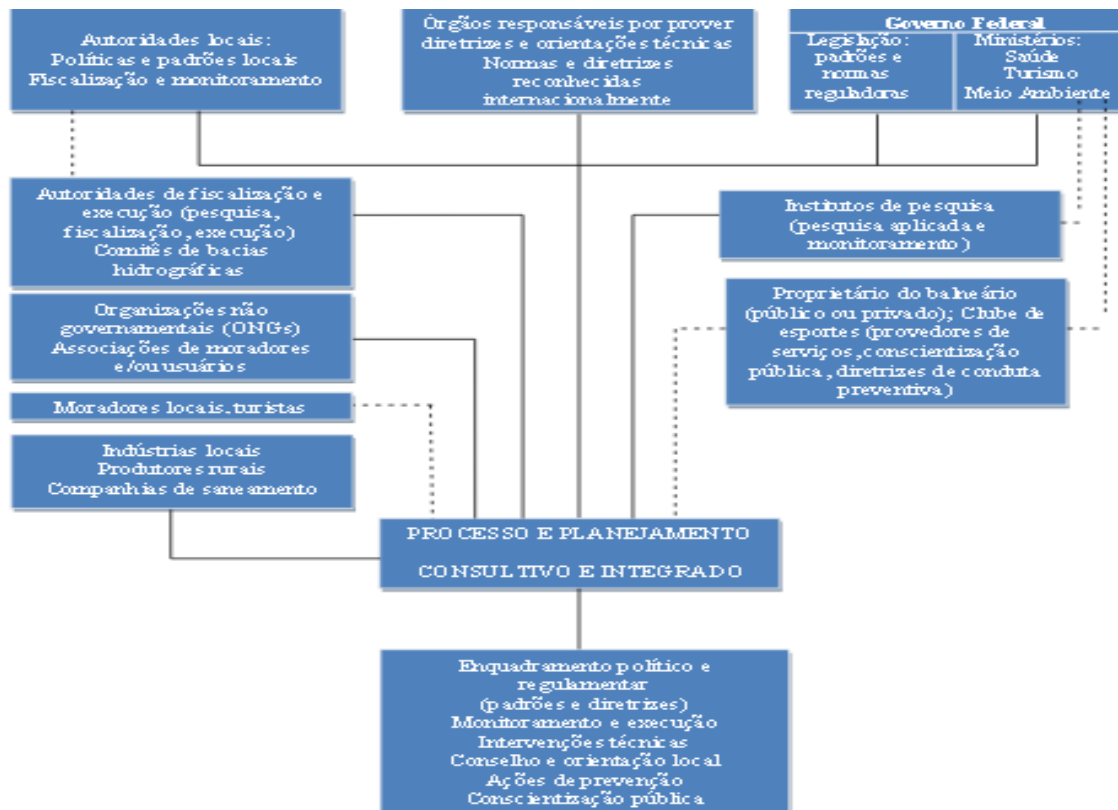 Autoridades locais:
Políticas e padrões locais
Fiscalização e monitoramento
Órgãos responsáveis por prover
diretrizes e orientações técnicas
Normas e diretrizes
reconhecidas
internacionalmente
Governo Federal
Legislação:
padrões e
normas
reguladoras
Ministérios:
Saúde
Turismo
Meio Ambiente
Autoridades de fiscalização e
execução (pesquisa,
fiscalização, execução)
Comitês de bacias
hidrográficas
Institutos de pesquisa
(pesquisa aplicada e
monitoramento)
Organizações não
governamentais (ONGs)
Associações de moradores
e/ou usuários
Proprietário do balneário
(público ou privado); Clube de
esportes (provedores de
serviços, conscientização
pública, diretrizes de conduta
preventiva)
Moradores locais, turistas
Indústrias locais
Produtores rurais
Companhias de saneamento
PROCESSO E PLANEJAMENTO
CONSULTIVO E INTEGRADO
Enquadramento político e
regulamentar
(padrões e diretrizes)
Monitoramento e execução
Intervenções técnicas
Conselho e orientação local
Ações de prevenção
Conscientização pública